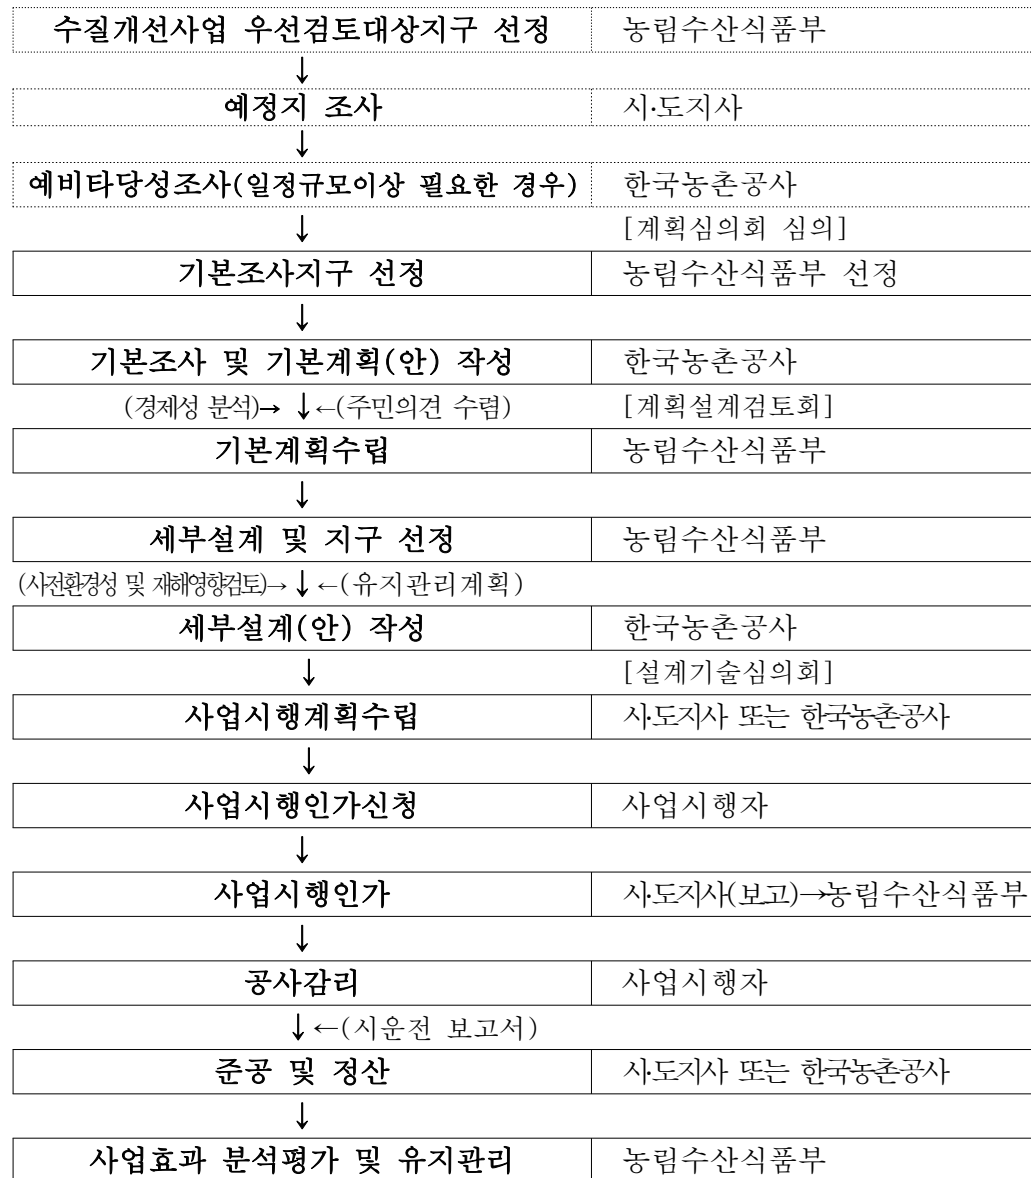 수질개선사업 우선검토대상지구 선정 농림수산식품부
↓
예정지 조사 시·도지사
↓
예비타당성조사(일정규모이상 필요한 경우) 한국농촌공사
↓ [계획심의회 심의]
기본조사지구 선정 농림수산식품부 선정
↓
기본조사 및 기본계획(안) 작성 한국농촌공사
(경제성 분석)→ ↓←(주민의견 수렴) [계획설계검토회]
기본계획수립 농림수산식품부
↓
세부설계 및 지구 선정 농림수산식품부
(사전환경성 및 재해영향검토)→ ↓ ←(유지관리계획)
세부설계(안) 작성 한국농촌공사
↓ [설계기술심의회]
사업시행계획수립 시·도지사 또는 한국농촌공사
↓
사업시행인가신청 사업시행자
↓
사업시행인가 시·도지사(보고)→농림수산식품부
↓
공사감리 사업시행자
↓←(시운전 보고서)
준공 및 정산 시·도지사 또는 한국농촌공사
↓
사업효과 분석평가 및 유지관리 농림수산식품부